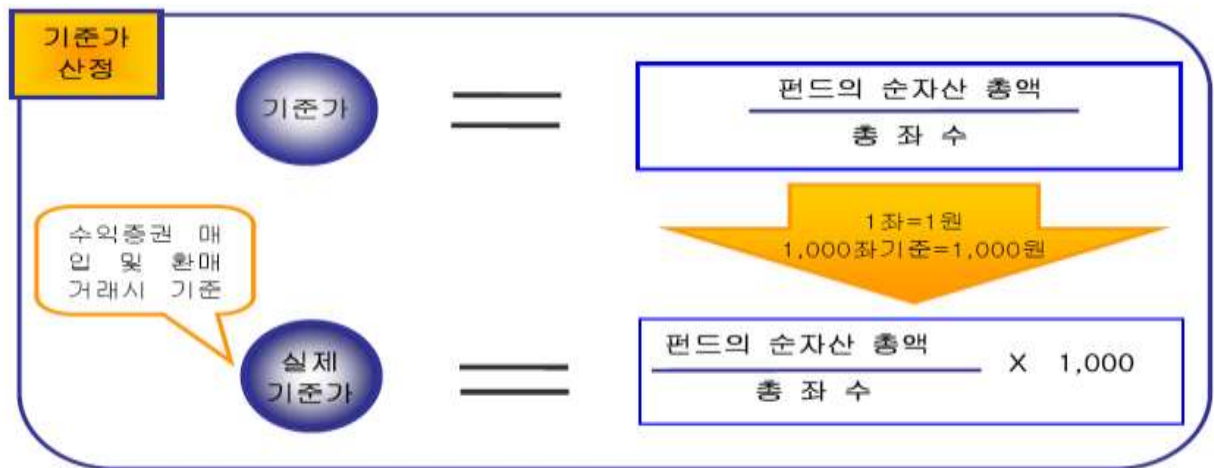 기준가
산정
기준가
펀드의 순자산 총액
총 좌 수
1좌=1원
1,000좌기준=1,000원
수익증권 매
입 및 환매
거래시 기준
실제
기준가
펀드의 순자산 총액
총 좌 수
X 1,000